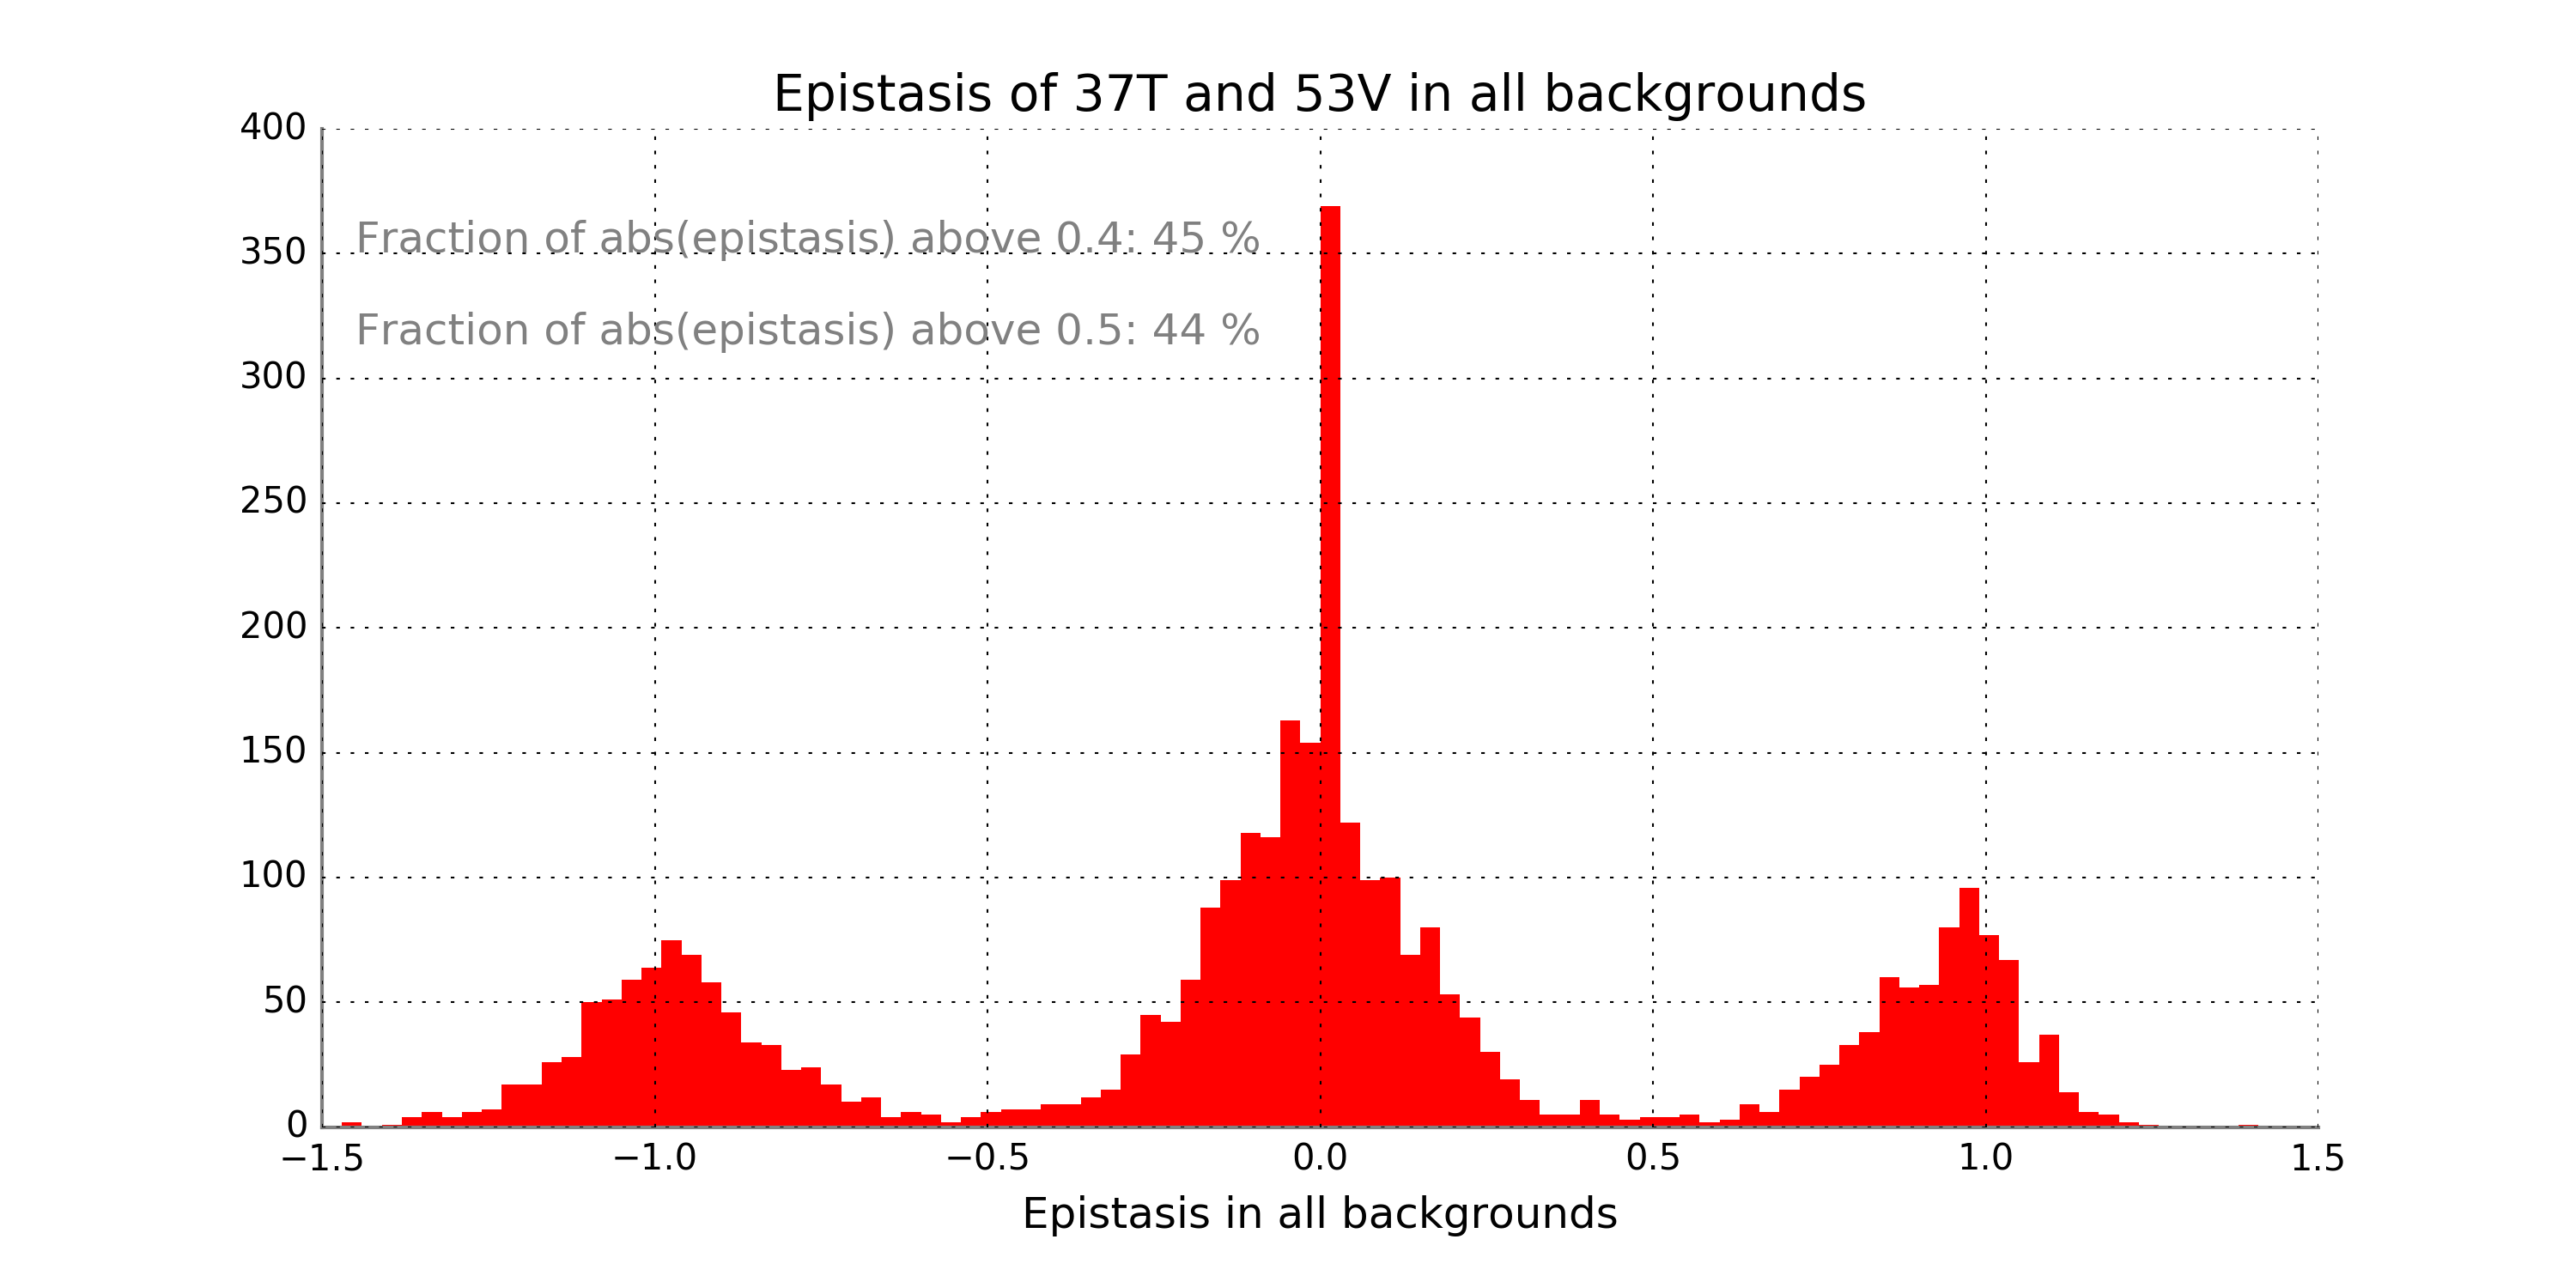 Epistasis of 37T and 53V in all backgrounds
400
350
300
250
200
150
100
50
0
Fraction of abs(epistasis) above 0.4: 45 %
Fraction of abs(epistasis) above 0.5: 44 %
−1.5 −1.0 −0.5 0.0 0.5 1.0 1.5
Epistasis in all backgrounds